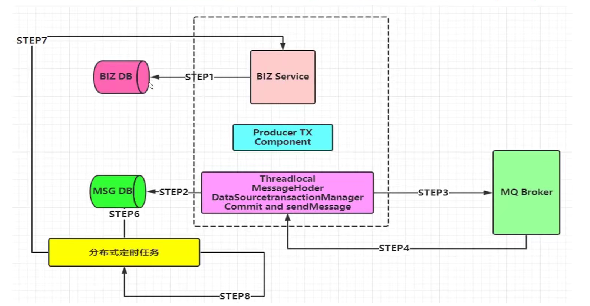 STEP7
BIZ DB
STEP1
BIZ Service
Producer TX
Component
MSG DB
STEP2
Threadlocal
MessageHoder
DataSourcetransactionManager
Commit and sendMessage
STEP3
MQ Broker
STEP6
STEP4
分布式定时任务
STEP8